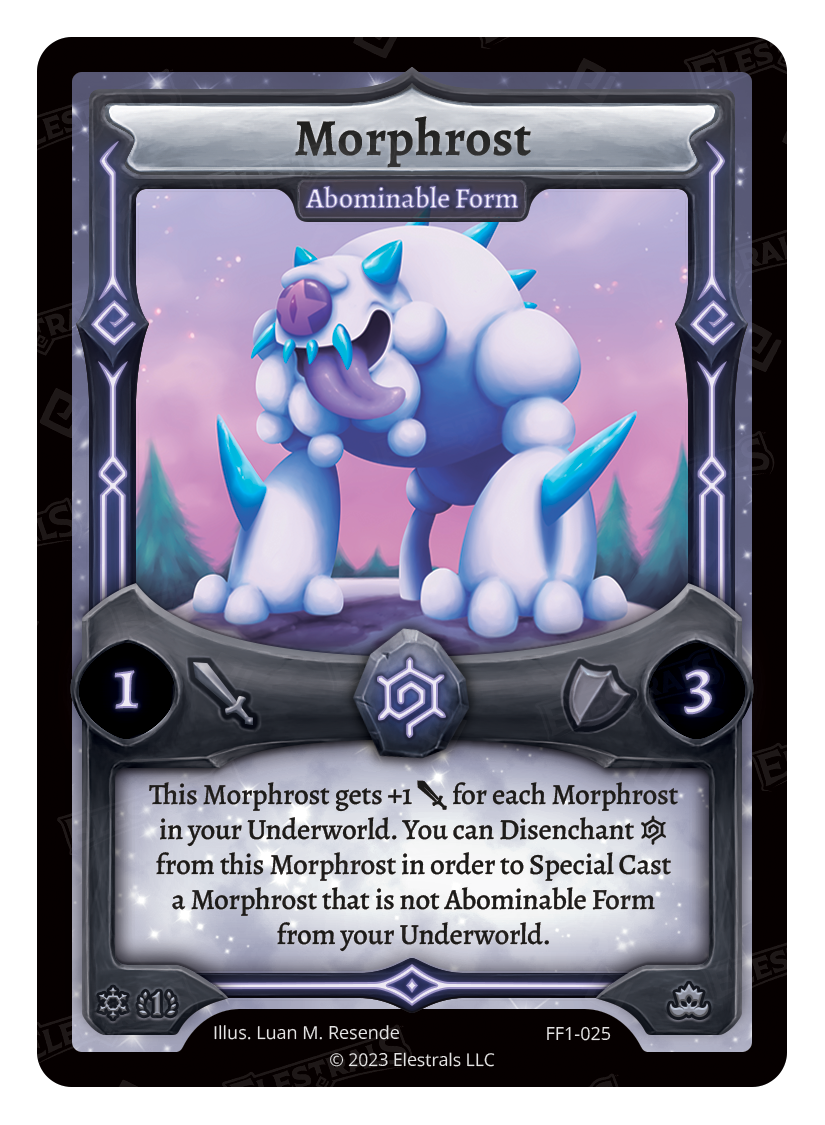 Morphrost
Abominable Form
1
3
This Morphrost gets +1 for each Morphrost
in your Underworld. You can Disenchant
from this Morphrost in order to Special Cast
a Morphrost that is not Abominable Form
from your Underworld.
1
Illus. Luan M. Resende
FF1-025
© 2023 Elestrals LLC